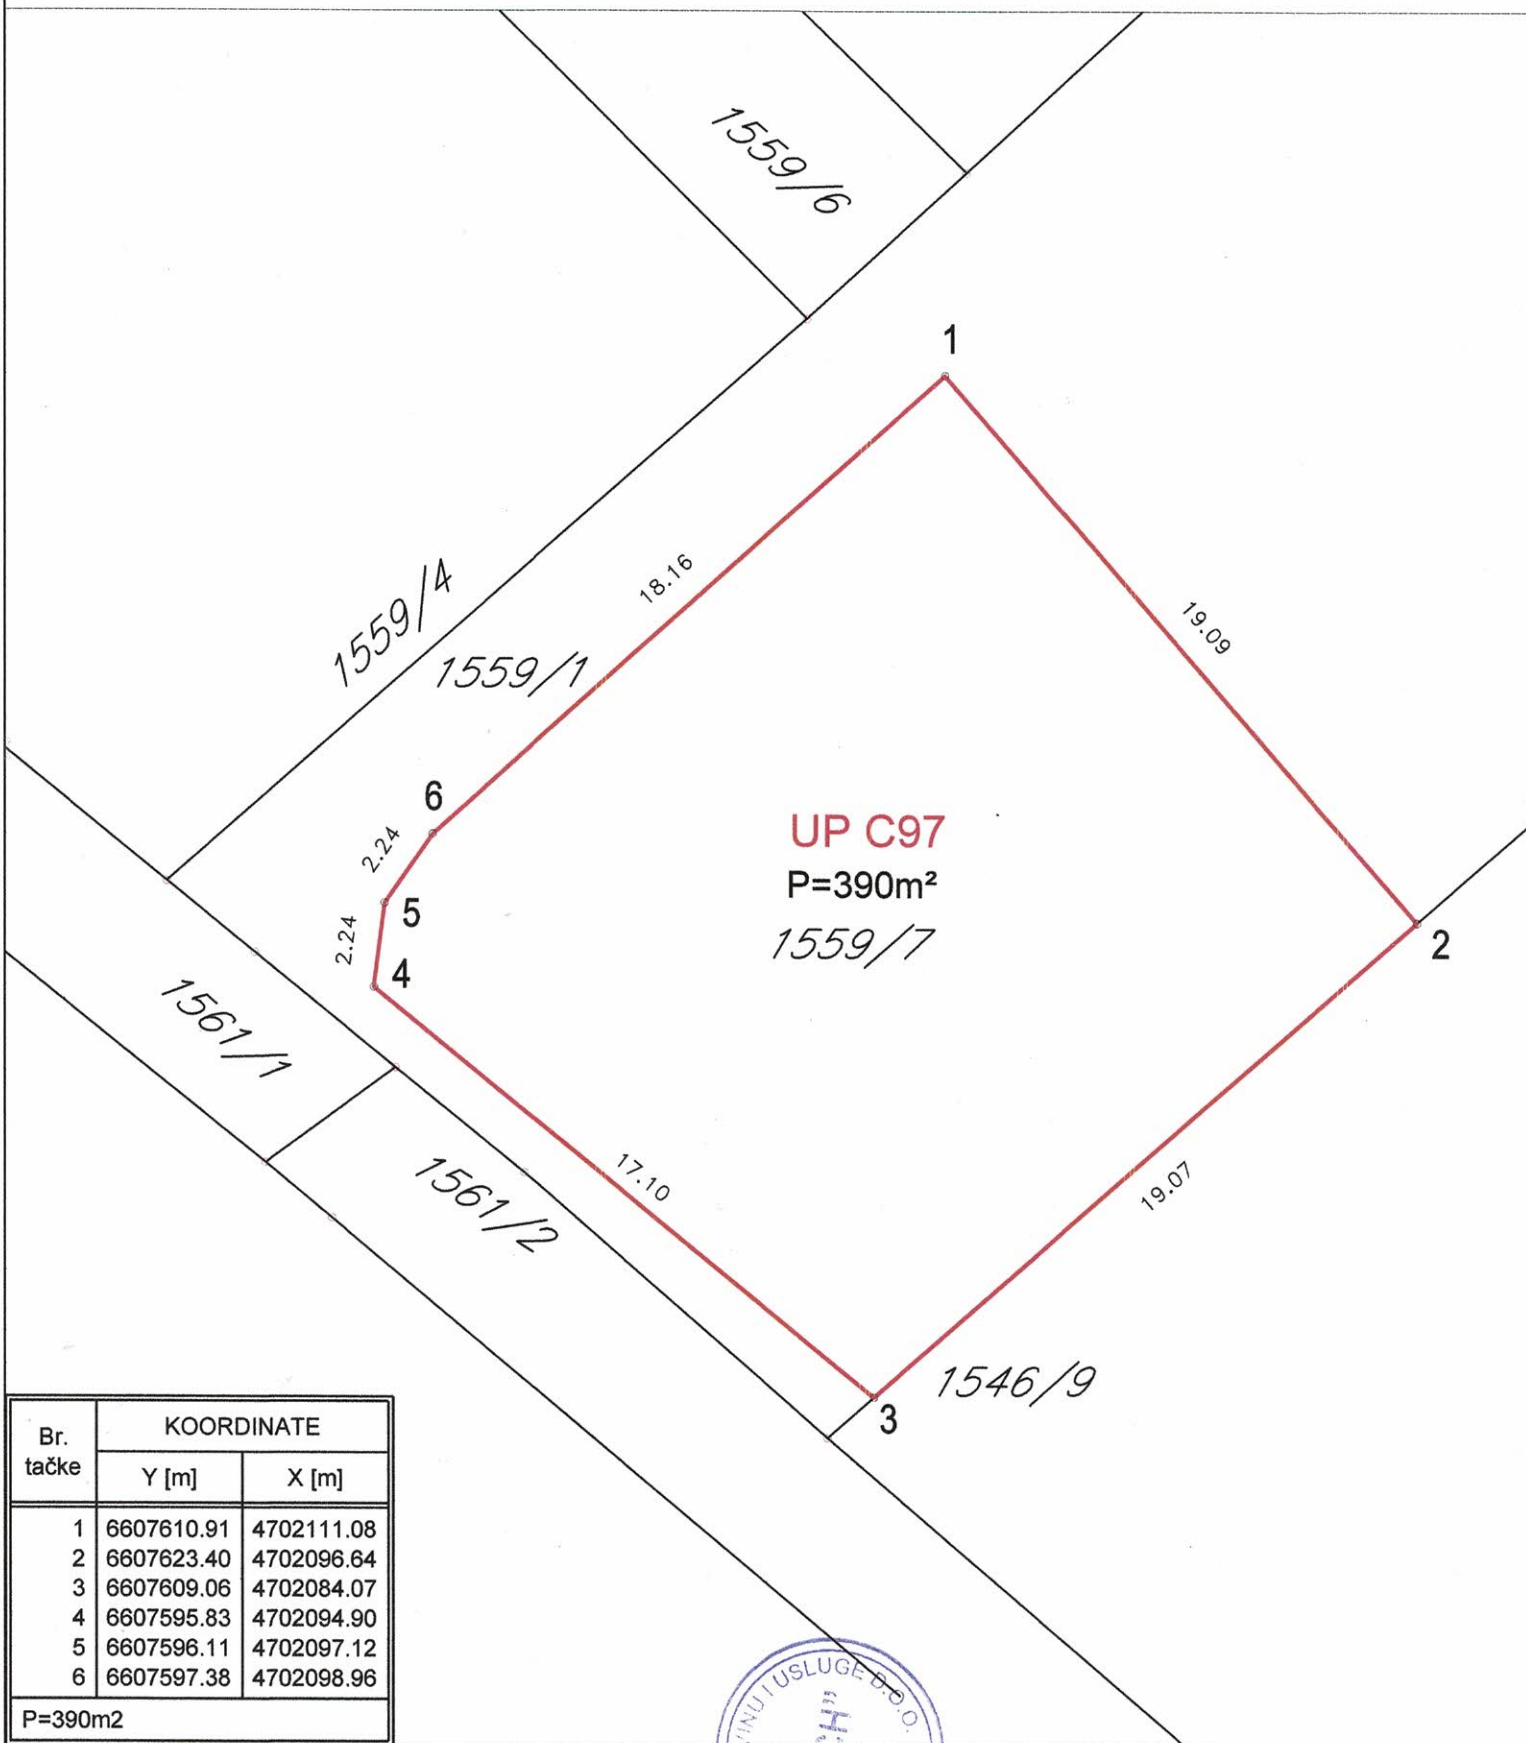 1559/6
1
18.16
19.09
1559/4
1559/1
6
2.24
UP C97
P=390m²
1559/7
5
2.24
4
2
1561/1
17.10
1561/2
19.07
1546/9
3
Br. tačke
KOORDINATE
Y [m] X [m]
1 6607610.91 4702111.08
2 6607623.40 4702096.64
3 6607609.06 4702084.07
4 6607595.83 4702094.90
5 6607596.11 4702097.12
6 6607597.38 4702098.96
P=390m2
I USLUGE D.O.O.